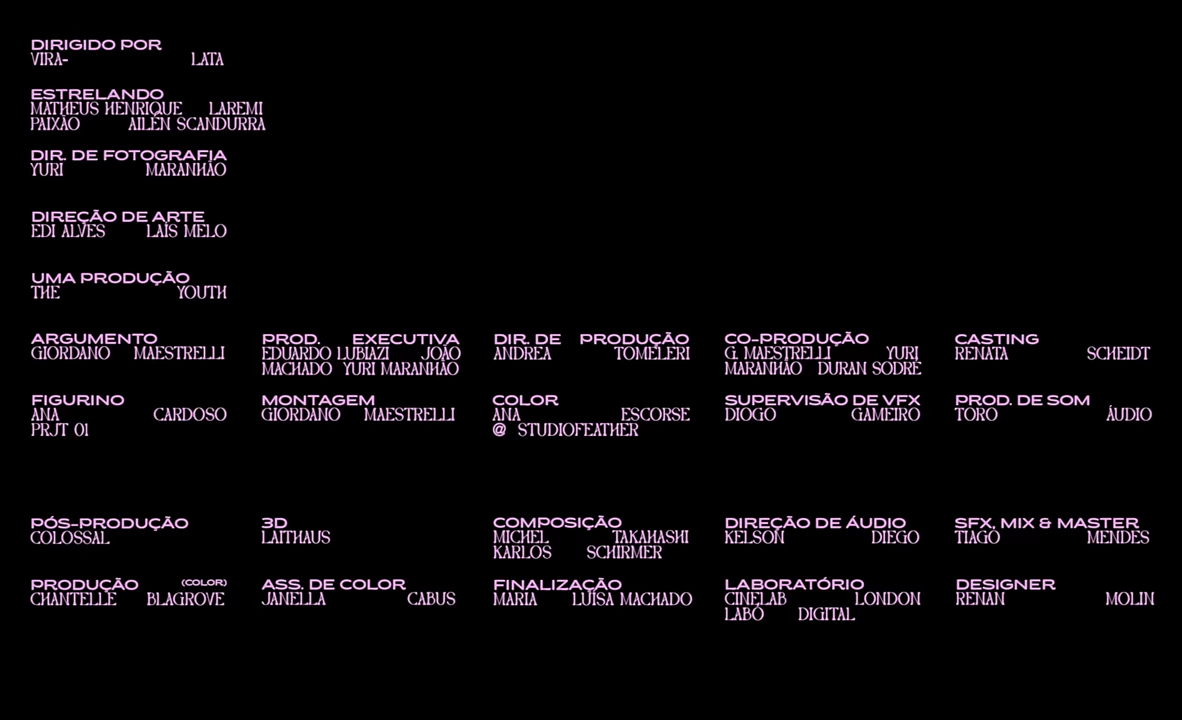 DIRIGIDO POR
VIRA- LATA
ESTRELANDO
MATHEUS HENRIQUE LAREMI
PAIXÃO AILÉN SCANDURRA
DIR. DE FOTOGRAFIA
YURI MARANHÃO
DIREÇÃO DE ARTE
EDI ALVES LAÍS MELO
UMA PRODUÇÃO
THE YOUTH
ARGUMENTO
GIORDANO MAESTRELLI
PROD. EXECUTIVA
EDUARDO LUBIAZI JOÃO
MACHADO YURI MARANHÃO
DIR. DE PRODUÇÃO
ANDREA TOMELERI
CO-PRODUÇÃO
G. MAESTRELLI YURI
MARANHÃO DURAN SODRÉ
CASTING
RENATA SCHEIDT
FIGURINO
ANA CARDOSO
PRJT 01
MONTAGEM
GIORDANO MAESTRELLI
COLOR
ANA ESCORSE
@ STUDIOFEATHER
SUPERVISÃO DE VFX
DIOGO GAMEIRO
PROD. DE SOM
TORO ÁUDIO
PÓS-PRODUÇÃO
COLOSSAL
3D
LAITHAUS
COMPOSIÇÃO
MICHEL TAKAHASHI
KARLOS SCHIRMER
DIREÇÃO DE ÁUDIO
KELSON DIEGO
SFX, MIX & MASTER
TIAGO MENDES
PRODUÇÃO (COLOR)
CHANTELLE BLAGROVE
ASS. DE COLOR
JANELLA CABUS
FINALIZAÇÃO
MARIA LUÍSA MACHADO
LABORATÓRIO
CINELAB LONDON
LABÓ DIGITAL
DESIGNER
RENAN MOLIN